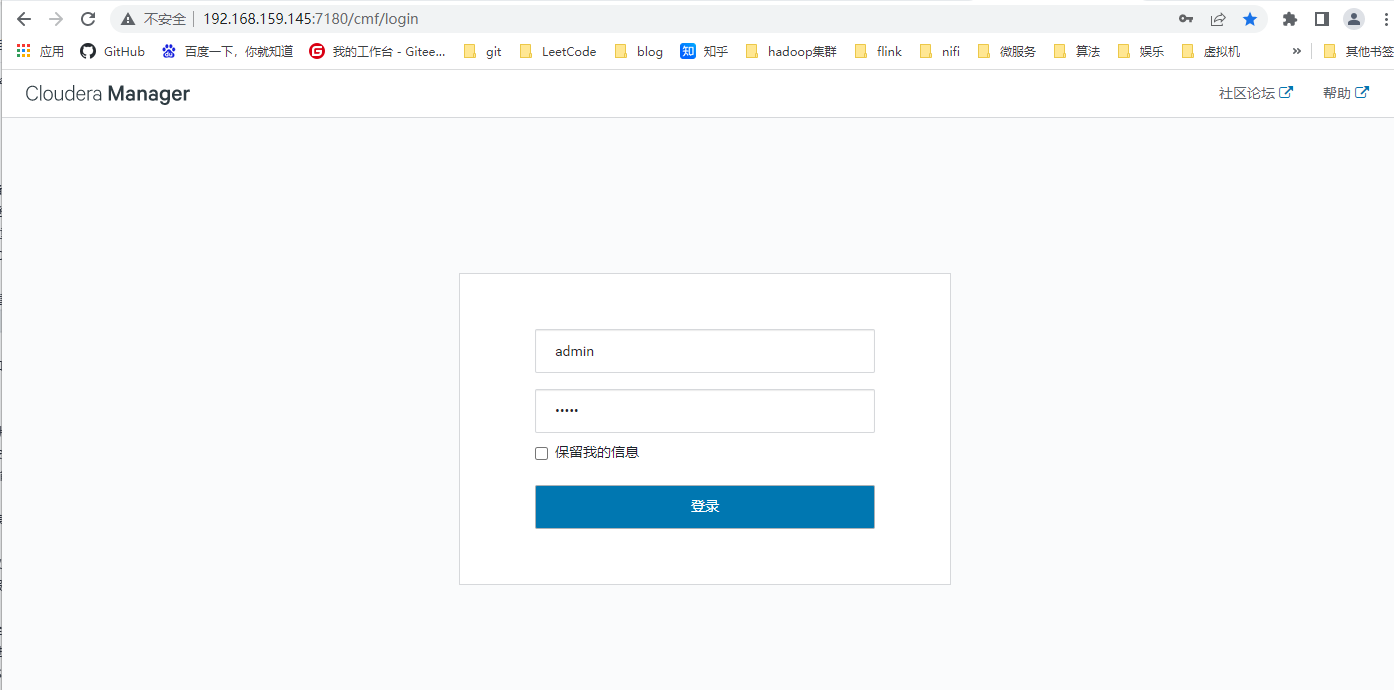 不安全 192.168.159.145:7180/cmf/login
应用 GitHub 百度一下，你就知道 我的工作台 - Gitee... git LeetCode blog 知 知乎 hadoop集群 flink nifi 微服务 算法 娱乐 虚拟机 » 其他书签
Cloudera Manager 社区论坛 帮助
admin
•••••
保留我的信息
登录